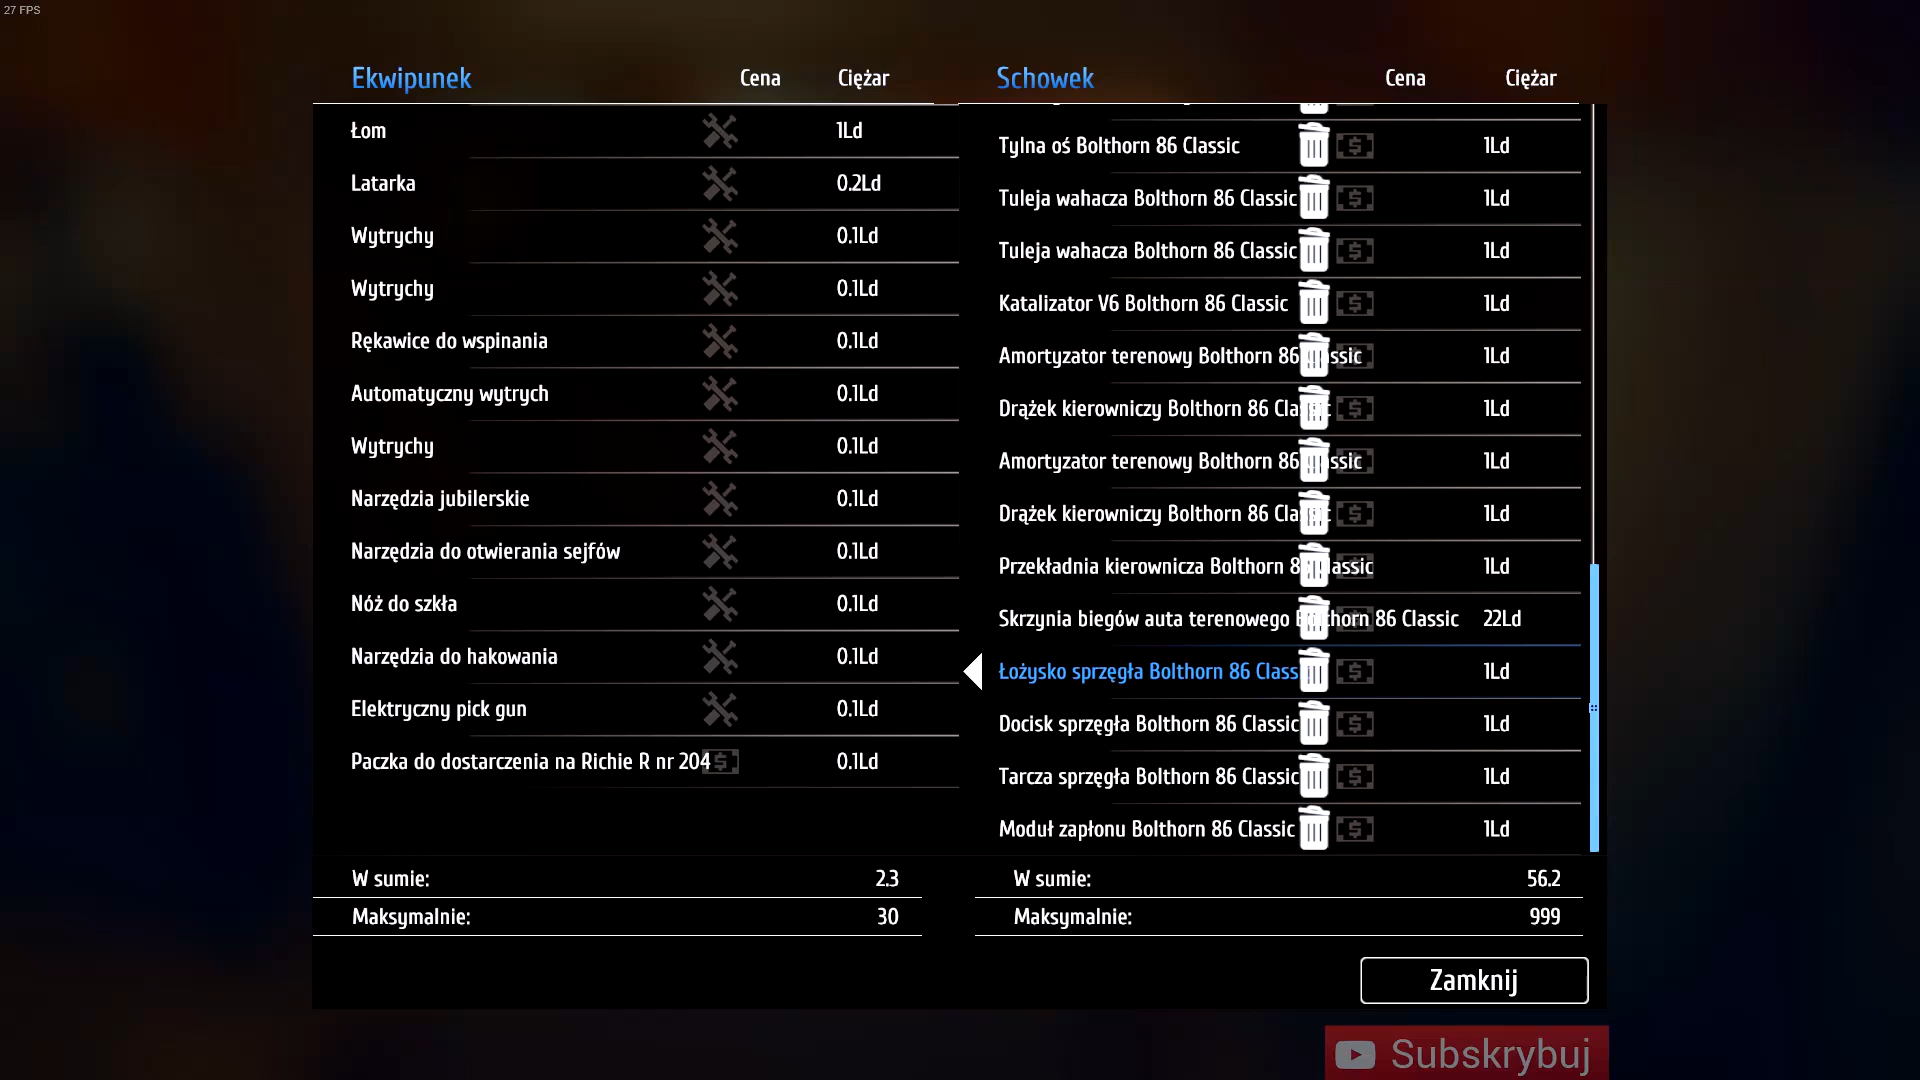 27 FPS
Ekwipunek Cena Ciężar
Łom 1Ld
Latarka 0.2Ld
Wytrychy 0.1Ld
Wytrychy 0.1Ld
Rękawice do wspinania 0.1Ld
Automatyczny wytrych 0.1Ld
Wytrychy 0.1Ld
Narzędzia jubilerskie 0.1Ld
Narzędzia do otwierania sejfów 0.1Ld
Nóż do szkła 0.1Ld
Narzędzia do hakowania 0.1Ld
Elektryczny pick gun 0.1Ld
Paczka do dostarczenia na Richie R nr 204 0.1Ld
W sumie: 2.3
Maksymalnie: 30
Schowek Cena Ciężar
Tylna oś Bolthorn 86 Classic 1Ld
Tuleja wahacza Bolthorn 86 Classic 1Ld
Tuleja wahacza Bolthorn 86 Classic 1Ld
Katalizator V6 Bolthorn 86 Classic 1Ld
Amortyzator terenowy Bolthorn 86 Classic 1Ld
Drążek kierowniczy Bolthorn 86 Classic 1Ld
Amortyzator terenowy Bolthorn 86 Classic 1Ld
Drążek kierowniczy Bolthorn 86 Classic 1Ld
Przekładnia kierownicza Bolthorn 86 Classic 1Ld
Skrzynia biegów auta terenowego Bolthorn 86 Classic 22Ld
Łożysko sprzęgła Bolthorn 86 Classic 1Ld
Docisk sprzęgła Bolthorn 86 Classic 1Ld
Tarcza sprzęgła Bolthorn 86 Classic 1Ld
Moduł zapłonu Bolthorn 86 Classic 1Ld
W sumie: 56.2
Maksymalnie: 999
Zamknij
Subskrybuj